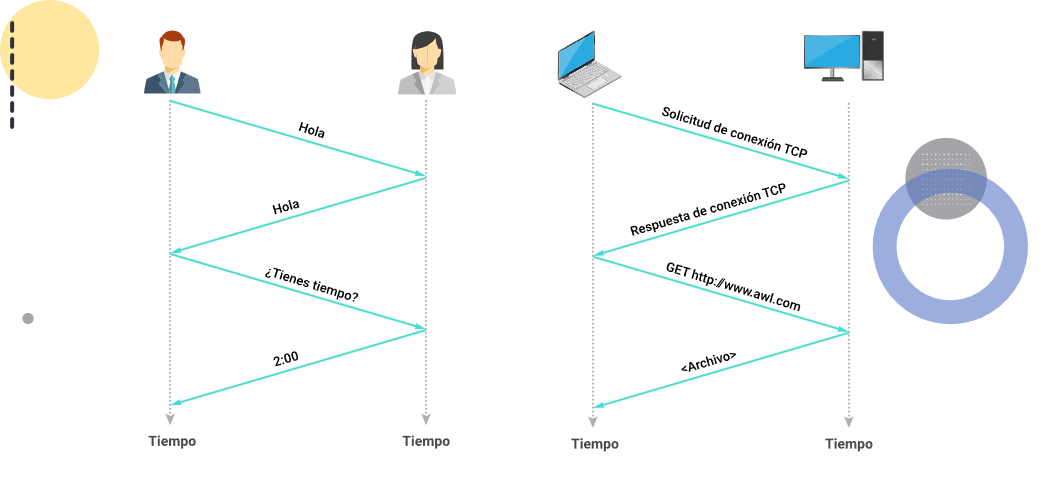 Hola
Hola
¿Tienes tiempo?
2:00
Tiempo
Tiempo
Solicitud de conexión TCP
Respuesta de conexión TCP
GET http://www.awl.com
<Archivo>
Tiempo
Tiempo